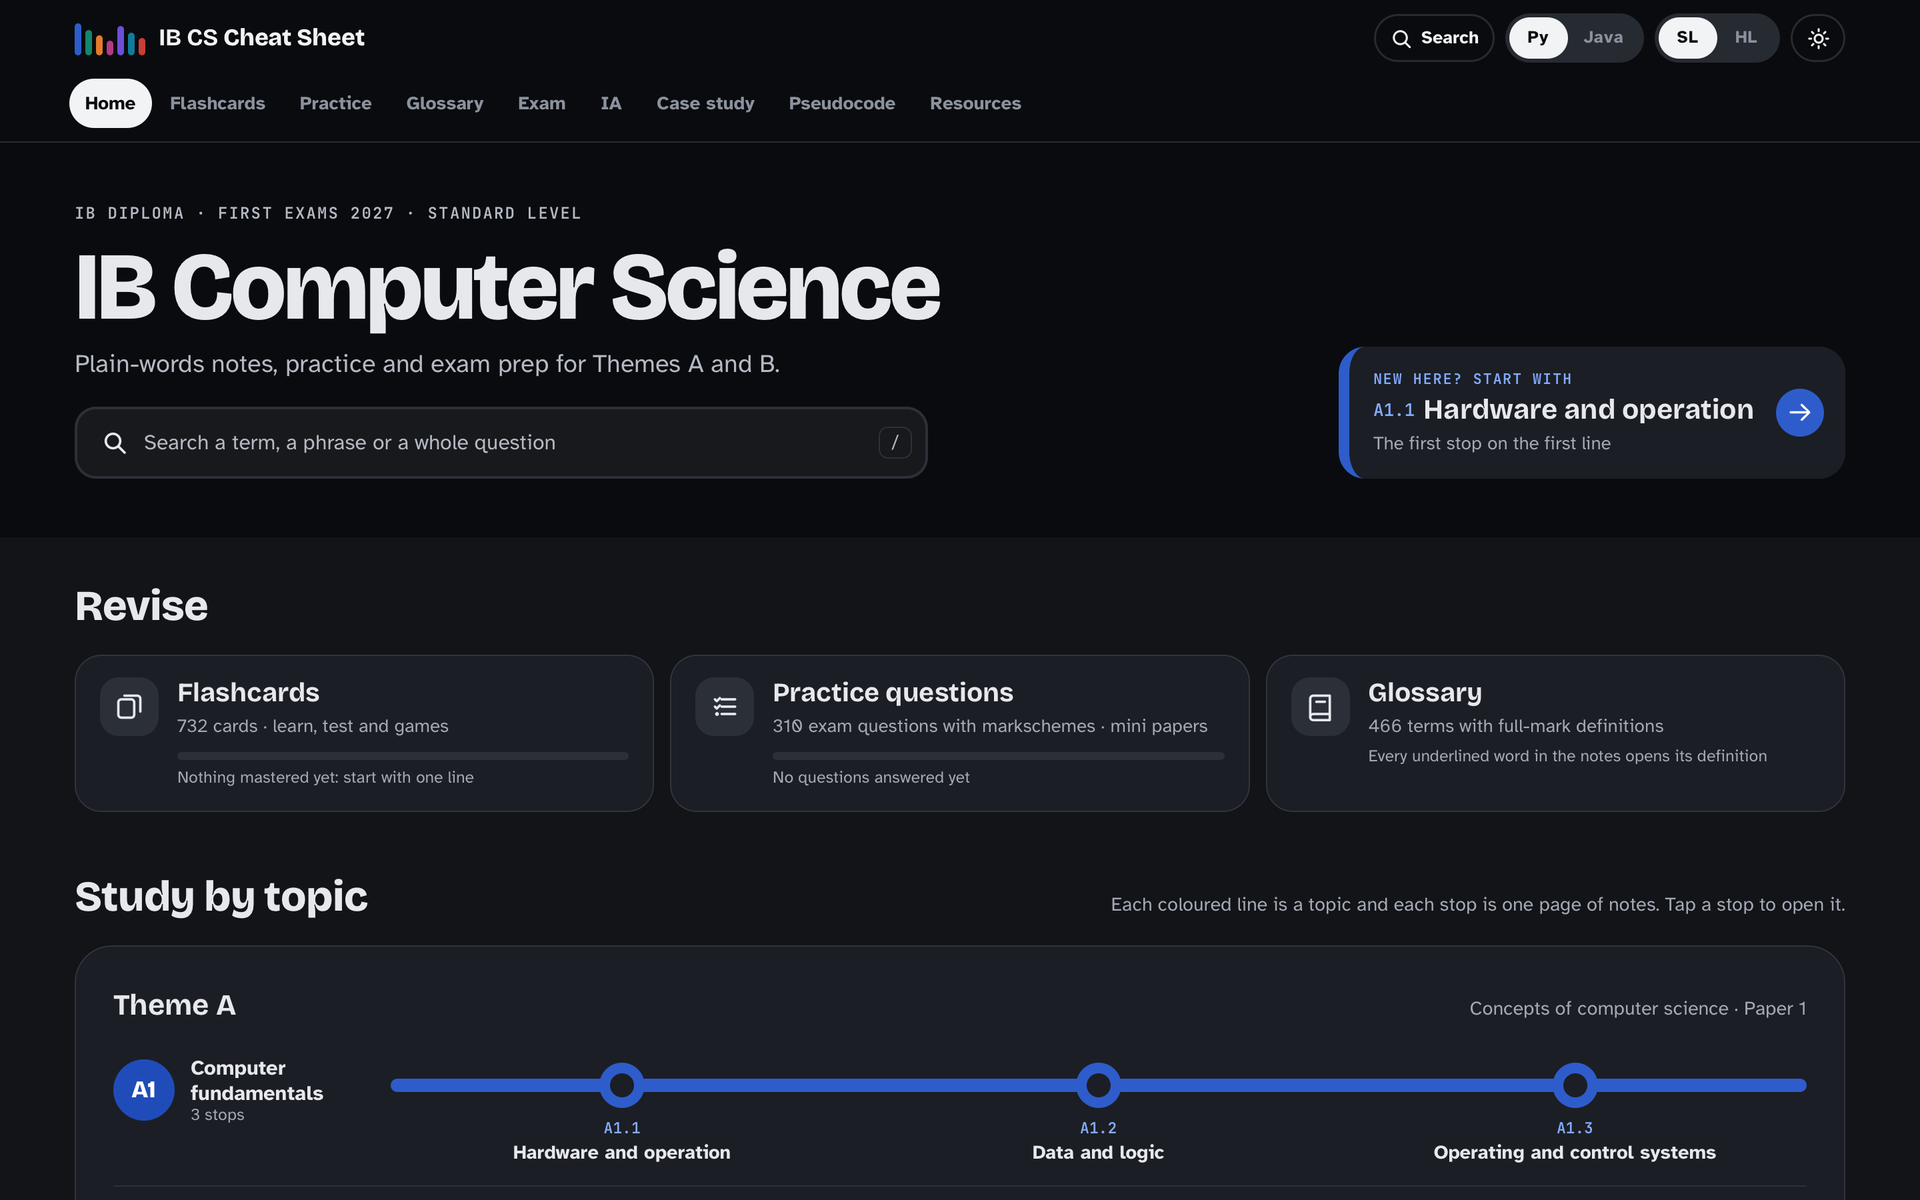 IB CS Cheat Sheet
Search
Py
Java
SL
HL
Home
Flashcards
Practice
Glossary
Exam
IA
Case study
Pseudocode
Resources
IB DIPLOMA · FIRST EXAMS 2027 · STANDARD LEVEL
IB Computer Science
Plain-words notes, practice and exam prep for Themes A and B.
Search a term, a phrase or a whole question
/
NEW HERE? START WITH
A1.1 Hardware and operation
The first stop on the first line
Revise
Flashcards
732 cards · learn, test and games
Nothing mastered yet: start with one line
Practice questions
310 exam questions with markschemes · mini papers
No questions answered yet
Glossary
466 terms with full-mark definitions
Every underlined word in the notes opens its definition
Study by topic
Each coloured line is a topic and each stop is one page of notes. Tap a stop to open it.
Theme A
Concepts of computer science · Paper 1
A1
Computer
fundamentals
3 stops
A1.1
Hardware and operation
A1.2
Data and logic
A1.3
Operating and control systems